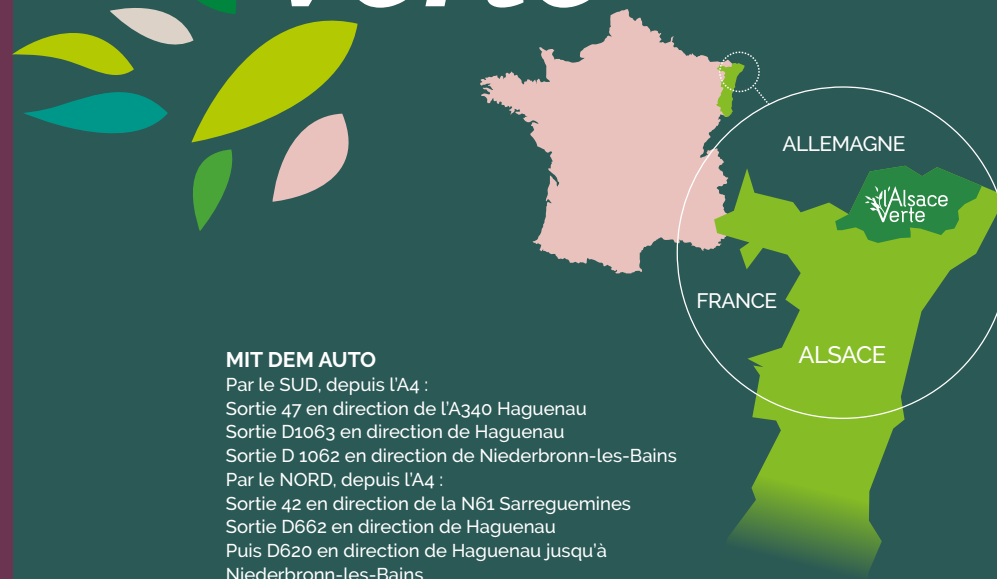 ALLEMAGNE
l'Alsace
Verte
FRANCE
ALSACE
MIT DEM AUTO
Par le SUD, depuis l'A4 :
Sortie 47 en direction de l'A340 Haguenau
Sortie D1063 en direction de Haguenau
Sortie D 1062 en direction de Niederbronn-les-Bains
Par le NORD, depuis l'A4 :
Sortie 42 en direction de la N61 Sarreguemines
Sortie D662 en direction de Haguenau
Puis D620 en direction de Haguenau jusqu'à
Niederbronn-les-Bains